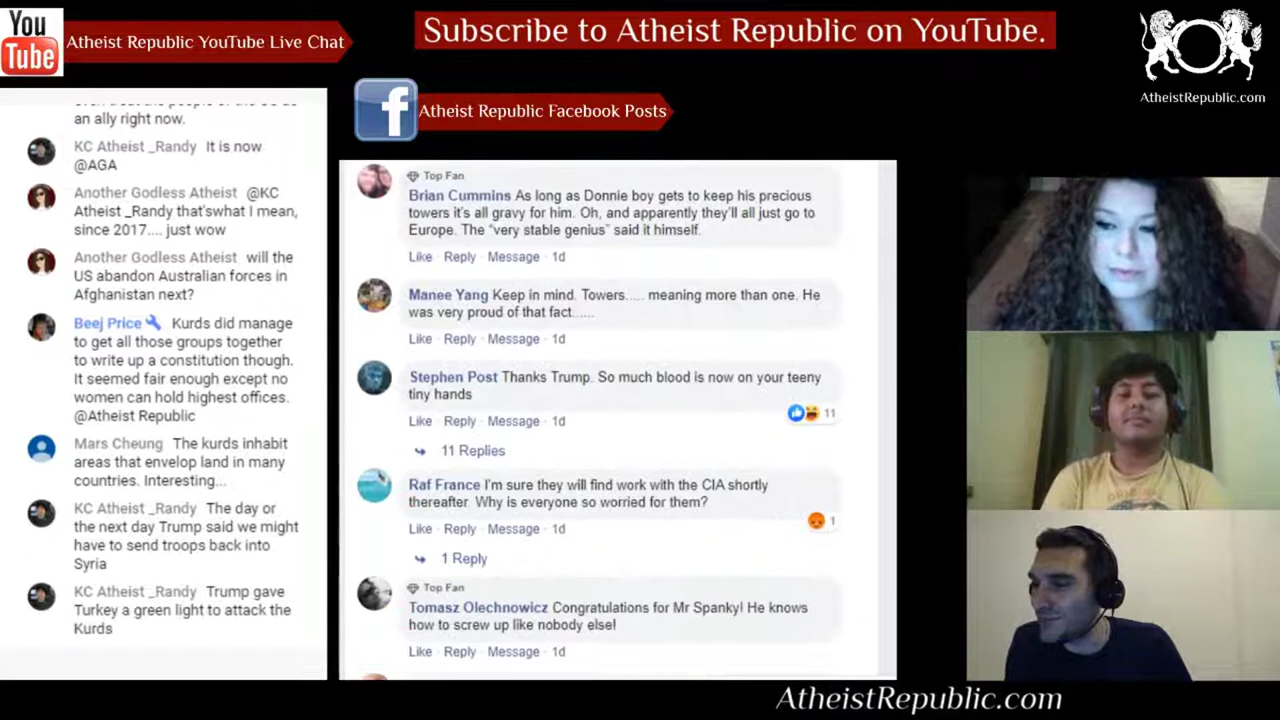 You
Tube
Atheist Republic YouTube Live Chat
Subscribe to Atheist Republic on YouTube.
AtheistRepublic.com
f
Atheist Republic Facebook Posts
an ally right now.
KC Atheist _Randy It is now
@AGA
Another Godless Atheist @KC
Atheist _Randy that'swhat I mean,
since 2017.... just wow
Another Godless Atheist will the
US abandon Australian forces in
Afghanistan next?
Beej Price Kurds did manage
to get all those groups together
to write up a constitution though.
It seemed fair enough except no
women can hold highest offices.
@Atheist Republic
Mars Cheung The kurds inhabit
areas that envelop land in many
countries. Interesting...
KC Atheist _Randy The day or
the next day Trump said we might
have to send troops back into
Syria
KC Atheist _Randy Trump gave
Turkey a green light to attack the
Kurds
Top Fan
Brian Cummins As long as Donnie boy gets to keep his precious
towers it's all gravy for him. Oh, and apparently they'll all just go to
Europe. The "very stable genius" said it himself.
Like · Reply · Message · 1d
Manee Yang Keep in mind. Towers..... meaning more than one. He
was very proud of that fact......
Like · Reply · Message · 1d
Stephen Post Thanks Trump. So much blood is now on your teeny
tiny hands
11
Like · Reply · Message · 1d
11 Replies
Raf France I'm sure they will find work with the CIA shortly
thereafter. Why is everyone so worried for them?
1
Like · Reply · Message · 1d
1 Reply
Top Fan
Tomasz Olechnowicz Congratulations for Mr Spanky! He knows
how to screw up like nobody else!
Like · Reply · Message · 1d
AtheistRepublic.com